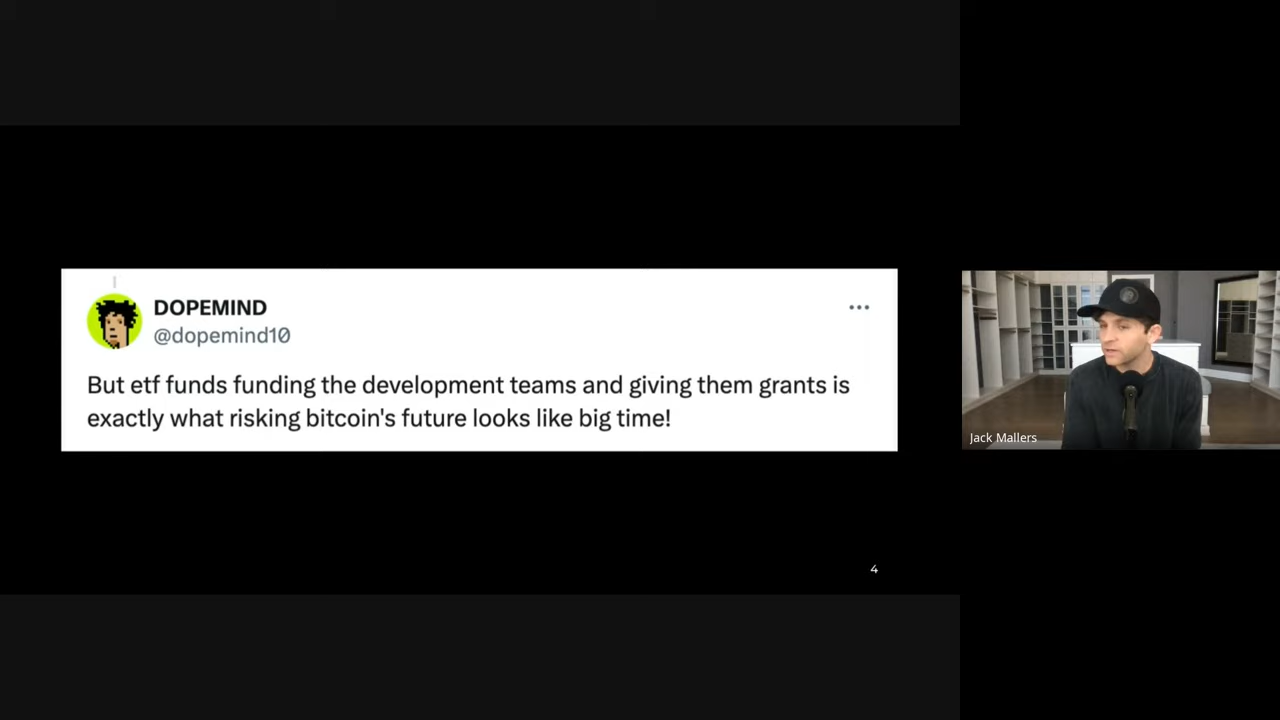 DOPEMIND
@dopemind10
But etf funds funding the development teams and giving them grants is
exactly what risking bitcoin's future looks like big time!
Jack Mallers
4